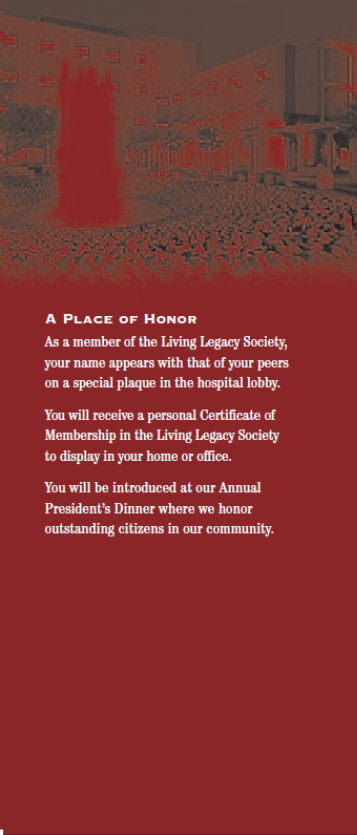 A Place of Honor
As a member of the Living Legacy Society,
your name appears with that of your peers
on a special plaque in the hospital lobby.
You will receive a personal Certificate of
Membership in the Living Legacy Society
to display in your home or office.
You will be introduced at our Annual
President's Dinner where we honor
outstanding citizens in our community.